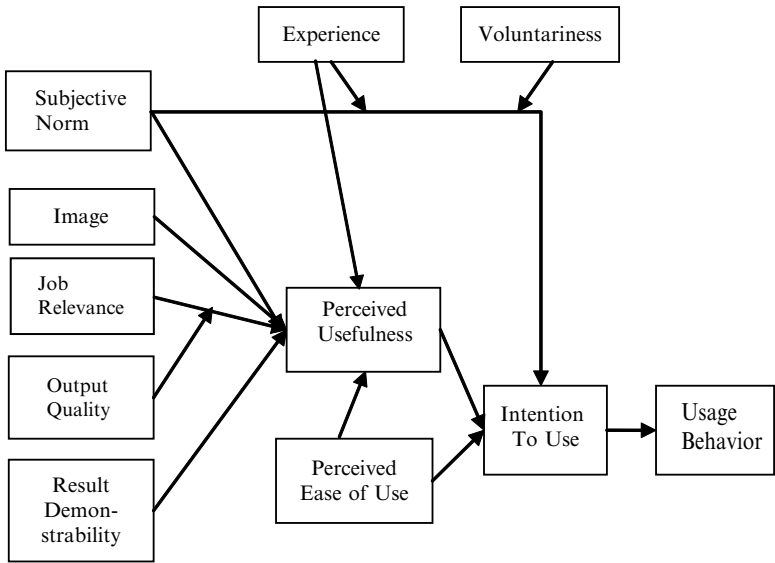 Experience
Voluntariness
Subjective
Norm
Image
Job
Relevance
Output
Quality
Result
Demon-
strability
Perceived
Usefulness
Perceived
Ease of Use
Intention
To Use
Usage
Behavior